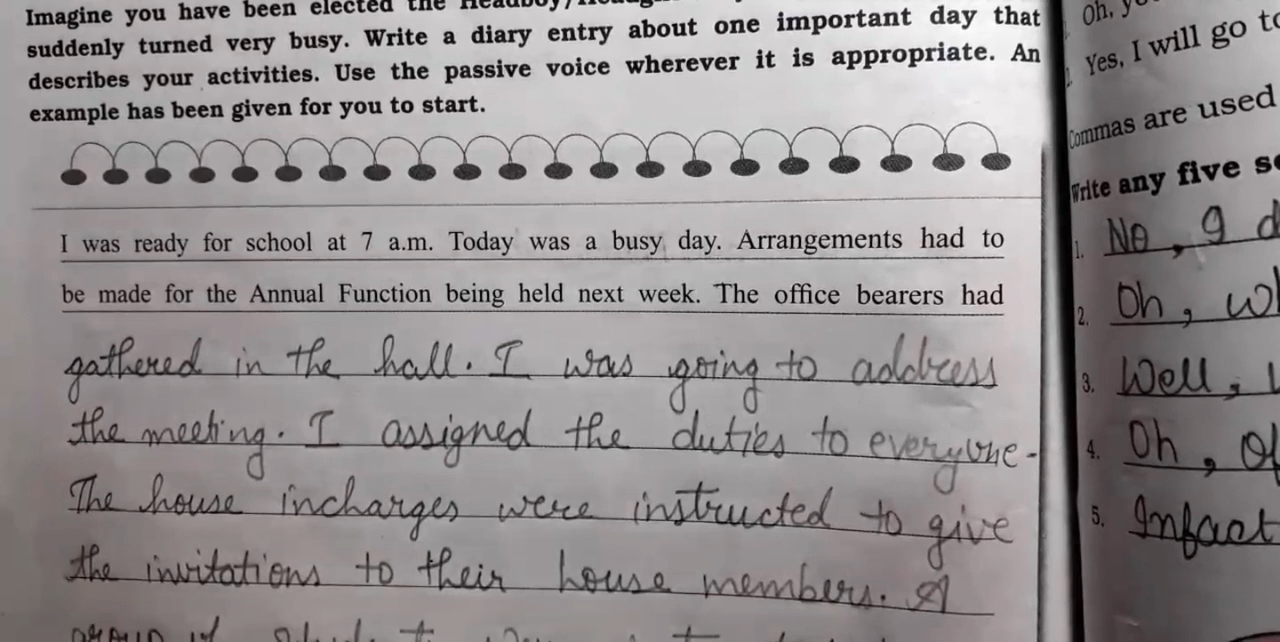 Imagine you have been elected the
suddenly turned very busy. Write a diary entry about one important day that
describes your activities. Use the passive voice wherever it is appropriate. An
example has been given for you to start.
I was ready for school at 7 a.m. Today was a busy day. Arrangements had to
be made for the Annual Function being held next week. The office bearers had
gathered in the hall. I was going to address
the meeting. I assigned the duties to everyone.
The house incharges were instructed to give
the invitations to their house members. A
Oh,
Yes, I will go to
Commas are used
Write any five
1. No, 9
2. Oh,
3. Well,
4. Oh,
5. Infact